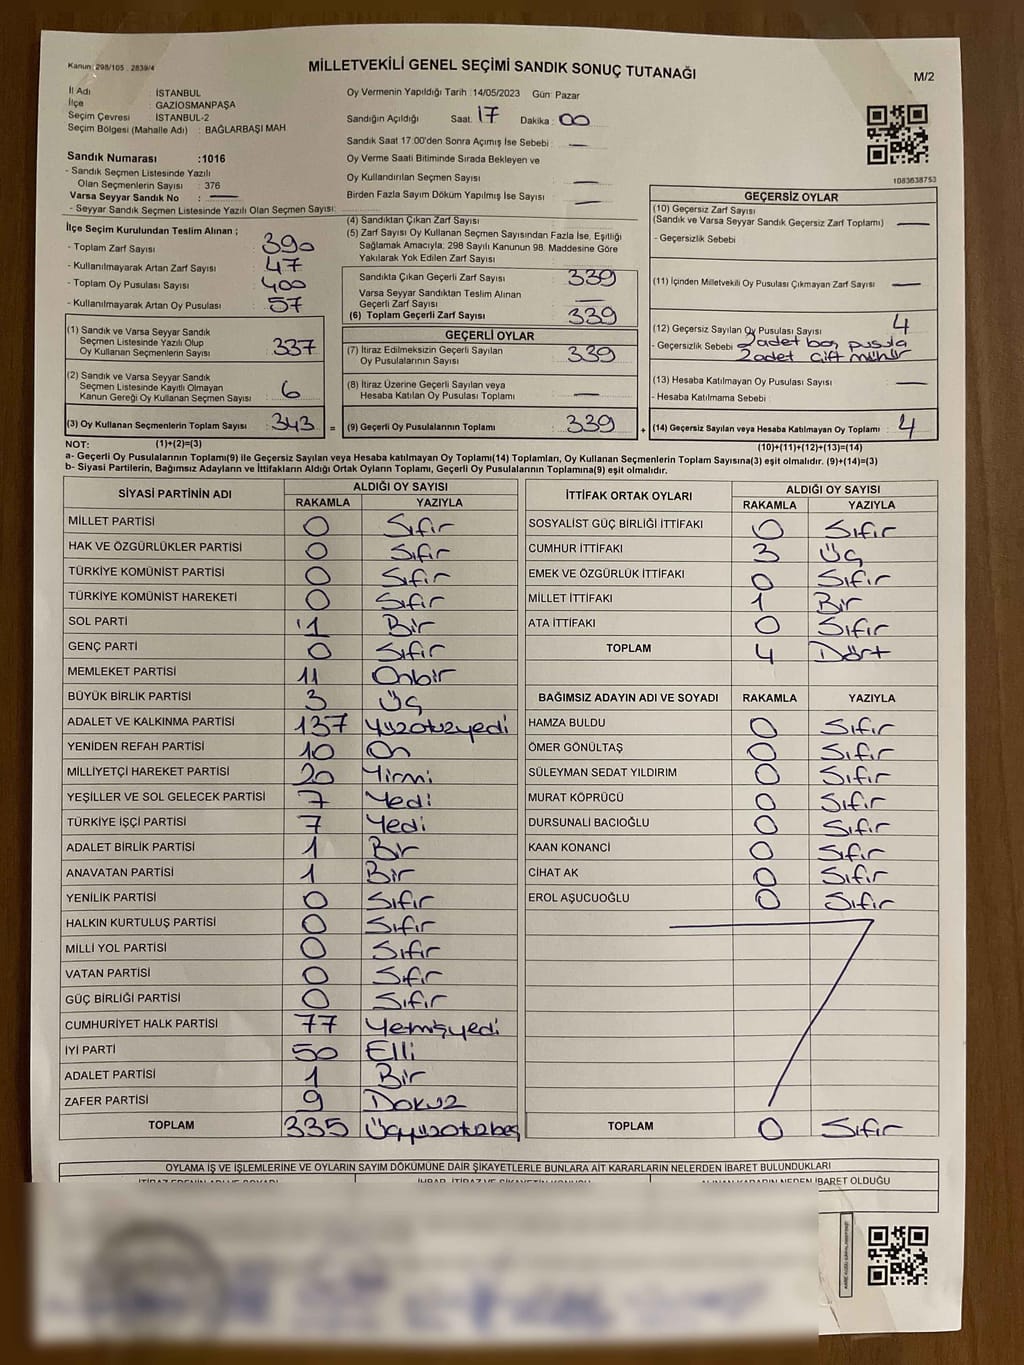 Kanun: 298/105 , 2839/4
MİLLETVEKİLİ GENEL SEÇİMİ SANDIK SONUÇ TUTANAĞI
M/2
İl Adı : İSTANBUL
İlçe : GAZİOSMANPAŞA
Seçim Çevresi : İSTANBUL-2
Seçim Bölgesi (Mahalle Adı) : BAĞLARBAŞI MAH
Oy Vermenin Yapıldığı Tarih :14/05/2023 Gün: Pazar
Sandığın Açıldığı Saat: 17 Dakika : 00
Sandık Saat 17:00'den Sonra Açımış İse Sebebi : —
Oy Verme Saati Bitiminde Sırada Bekleyen ve
Oy Kullandırılan Seçmen Sayısı : —
Birden Fazla Sayım Döküm Yapılmış İse Sayısı : —
1083638753
Sandık Numarası :1016
- Sandık Seçmen Listesinde Yazılı
Olan Seçmenlerin Sayısı : 376
Varsa Seyyar Sandık No : —
- Seyyar Sandık Seçmen Listesinde Yazılı Olan Seçmen Sayısı:
İlçe Seçim Kurulundan Teslim Alınan ;
- Toplam Zarf Sayısı : 390
- Kullanılmayarak Artan Zarf Sayısı : 47
- Toplam Oy Pusulası Sayısı : 400
- Kullanılmayarak Artan Oy Pusulası : 57
(1) Sandık ve Varsa Seyyar Sandık
Seçmen Listesinde Yazılı Olup
Oy Kullanan Seçmenlerin Sayısı : 337
(2) Sandık ve Varsa Seyyar Sandık
Seçmen Listesinde Kayıtlı Olmayan
Kanun Gereği Oy Kullanan Seçmen Sayısı : 6
(3) Oy Kullanan Seçmenlerin Toplam Sayısı : 343 =
(4) Sandıktan Çıkan Zarf Sayısı
(5) Zarf Sayısı Oy Kullanan Seçmen Sayısından Fazla İse, Eşitliği
Sağlamak Amacıyla; 298 Sayılı Kanunun 98. Maddesine Göre
Yakılarak Yok Edilen Zarf Sayısı :
Sandıkta Çıkan Geçerli Zarf Sayısı : 339
Varsa Seyyar Sandıktan Teslim Alınan
Geçerli Zarf Sayısı : —
(6) Toplam Geçerli Zarf Sayısı : 339
GEÇERLİ OYLAR
(7) İtiraz Edilmeksizin Geçerli Sayılan
Oy Pusulalarının Sayısı : 339
(8) İtiraz Üzerine Geçerli Sayılan veya
Hesaba Katılan Oy Pusulası Toplamı : —
(9) Geçerli Oy Pusulalarının Toplamı : 339 +
GEÇERSİZ OYLAR
(10) Geçersiz Zarf Sayısı
(Sandık ve Varsa Seyyar Sandık Geçersiz Zarf Toplamı) : —
- Geçersizlik Sebebi :
(11) İçinden Milletvekili Oy Pusulası Çıkmayan Zarf Sayısı : —
(12) Geçersiz Sayılan Oy Pusulası Sayısı : 4
- Geçersizlik Sebebi 2adet boş pusula
2adet çift mühür
(13) Hesaba Katılmayan Oy Pusulası Sayısı : —
- Hesaba Katılmama Sebebi :
(14) Geçersiz Sayılan veya Hesaba Katılmayan Oy Toplamı : 4
NOT: (1)+(2)=(3) (10)+(11)+(12)+(13)=(14)
a- Geçerli Oy Pusulalarının Toplamı(9) ile Geçersiz Sayılan veya Hesaba katılmayan Oy Toplamı(14) Toplamları, Oy Kullanan Seçmenlerin Toplam Sayısına(3) eşit olmalıdır. (9)+(14)=(3)
b- Siyasi Partilerin, Bağımsız Adayların ve İttifakların Aldığı Ortak Oyların Toplamı, Geçerli Oy Pusulalarının Toplamına(9) eşit olmalıdır.
SİYASİ PARTİNİN ADI ALDIĞI OY SAYISI
RAKAMLA YAZIYLA
MİLLET PARTİSİ 0 Sıfır
HAK VE ÖZGÜRLÜKLER PARTİSİ 0 Sıfır
TÜRKİYE KOMÜNİST PARTİSİ 0 Sıfır
TÜRKİYE KOMÜNİST HAREKETİ 0 Sıfır
SOL PARTİ 1 Bir
GENÇ PARTİ 0 Sıfır
MEMLEKET PARTİSİ 11 Onbir
BÜYÜK BİRLİK PARTİSİ 3 Üç
ADALET VE KALKINMA PARTİSİ 137 Yüzotuzyedi
YENİDEN REFAH PARTİSİ 10 On
MİLLİYETÇİ HAREKET PARTİSİ 20 Yirmi
YEŞİLLER VE SOL GELECEK PARTİSİ 7 Yedi
TÜRKİYE İŞÇİ PARTİSİ 7 Yedi
ADALET BİRLİK PARTİSİ 1 Bir
ANAVATAN PARTİSİ 1 Bir
YENİLİK PARTİSİ 0 Sıfır
HALKIN KURTULUŞ PARTİSİ 0 Sıfır
MİLLİ YOL PARTİSİ 0 Sıfır
VATAN PARTİSİ 0 Sıfır
GÜÇ BİRLİĞİ PARTİSİ 0 Sıfır
CUMHURİYET HALK PARTİSİ 77 Yemişyedi
İYİ PARTİ 50 Elli
ADALET PARTİSİ 1 Bir
ZAFER PARTİSİ 9 Dokuz
TOPLAM 335 Üçyüzotuzbeş
İTTİFAK ORTAK OYLARI ALDIĞI OY SAYISI
RAKAMLA YAZIYLA
SOSYALİST GÜÇ BİRLİĞİ İTTİFAKI 0 Sıfır
CUMHUR İTTİFAKI 3 Üç
EMEK VE ÖZGÜRLÜK İTTİFAKI 0 Sıfır
MİLLET İTTİFAKI 1 Bir
ATA İTTİFAKI 0 Sıfır
TOPLAM 4 Dört
BAĞIMSIZ ADAYIN ADI VE SOYADI RAKAMLA YAZIYLA
HAMZA BULDU 0 Sıfır
ÖMER GÖNÜLTAŞ 0 Sıfır
SÜLEYMAN SEDAT YILDIRIM 0 Sıfır
MURAT KÖPRÜCÜ 0 Sıfır
DURSUNALİ BACIOĞLU 0 Sıfır
KAAN KONANCİ 0 Sıfır
CİHAT AK 0 Sıfır
EROL AŞUCUOĞLU 0 Sıfır
TOPLAM 0 Sıfır
OYLAMA İŞ VE İŞLEMLERİNE VE OYLARIN SAYIM DÖKÜMÜNE DAİR ŞİKAYETLERLE BUNLARA AİT KARARLARIN NELERDEN İBARET BULUNDUKLARI
ALINAN KARARIN NEDEN İBARET OLDUĞU